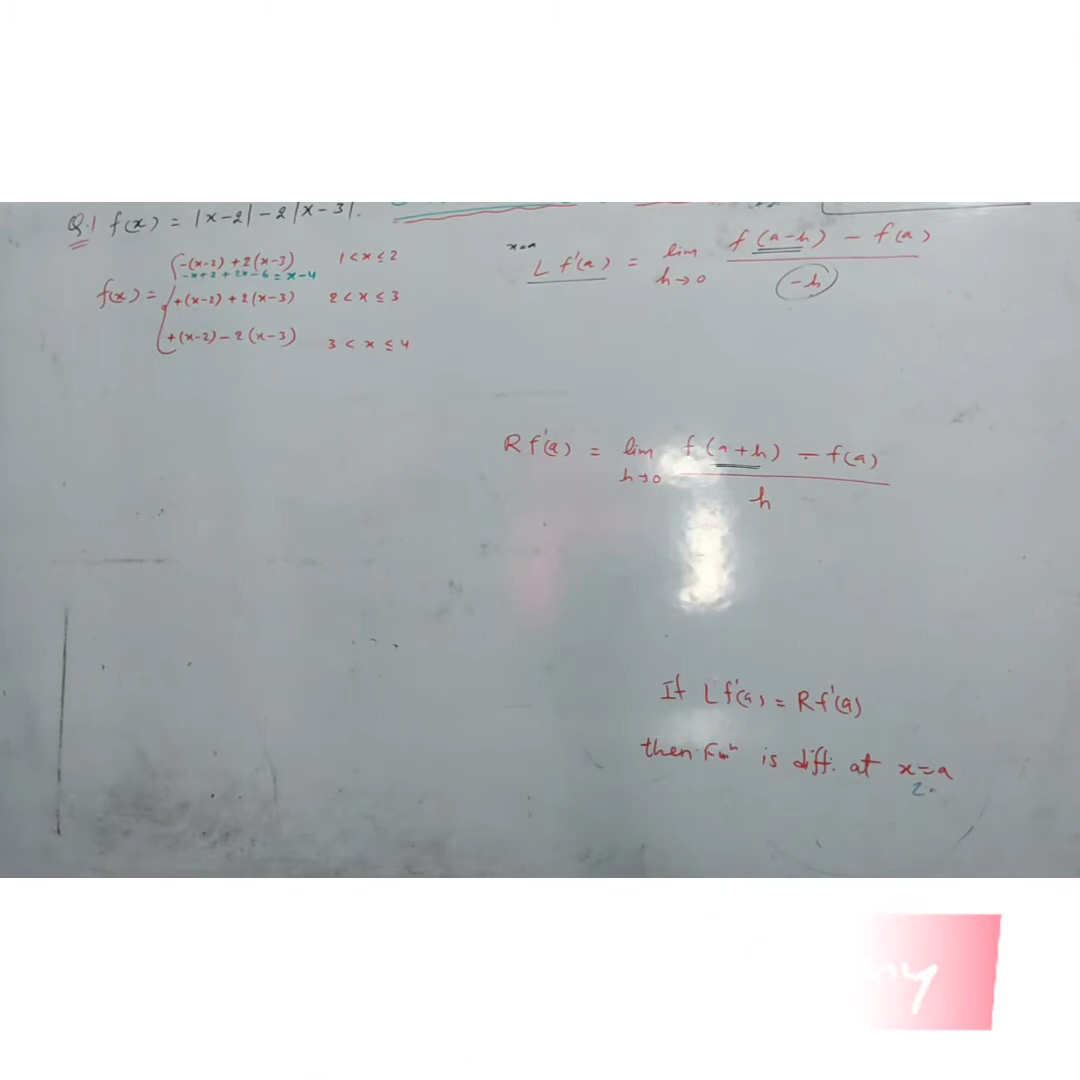 Q.1 f(x) = |x-2| - 2|x-3|.
f(x) = { -(x-2) + 2(x-3) 1 < x ≤ 2
-x+2 + 2x-6 = x-4
+(x-2) + 2(x-3) 2 < x ≤ 3
+(x-2) - 2(x-3) 3 < x ≤ 4
x=a
L f'(a) = lim h→0 f(a-h) - f(a) / (-h)
R f'(a) = lim h→0 f(a+h) - f(a) / h
If L f'(a) = R f'(a)
then Fun^n is diff. at x=a
2